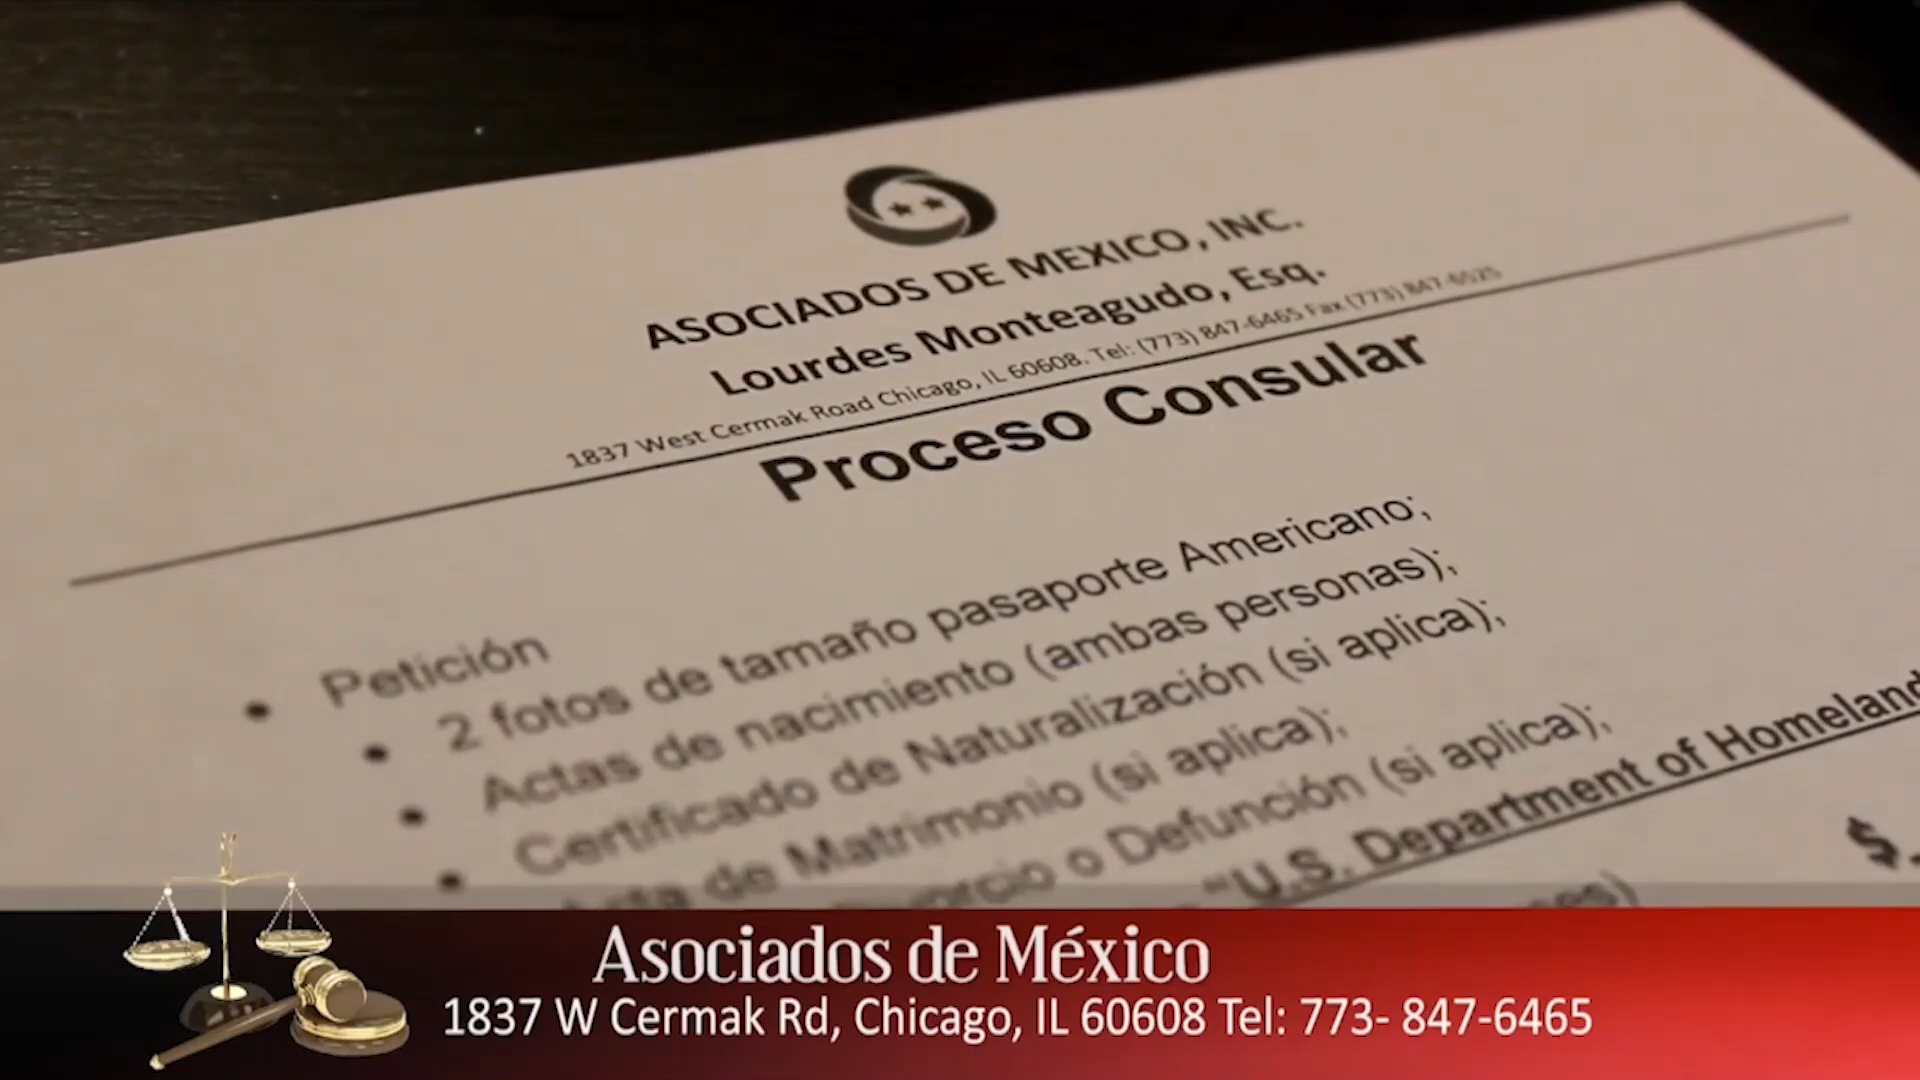 ASOCIADOS DE MEXICO, INC.
Lourdes Monteagudo, Esq.
1837 West Cermak Road Chicago, IL 60608. Tel: (773) 847-6465 Fax (773) 847-6525
Proceso Consular
• Petición
• 2 fotos de tamaño pasaporte Americano;
• Actas de nacimiento (ambas personas);
• Certificado de Naturalización (si aplica);
de Matrimonio (si aplica);
o Defunción (si aplica);
"U.S. Department of Homeland
$
Asociados de México
1837 W Cermak Rd, Chicago, IL 60608 Tel: 773- 847-6465